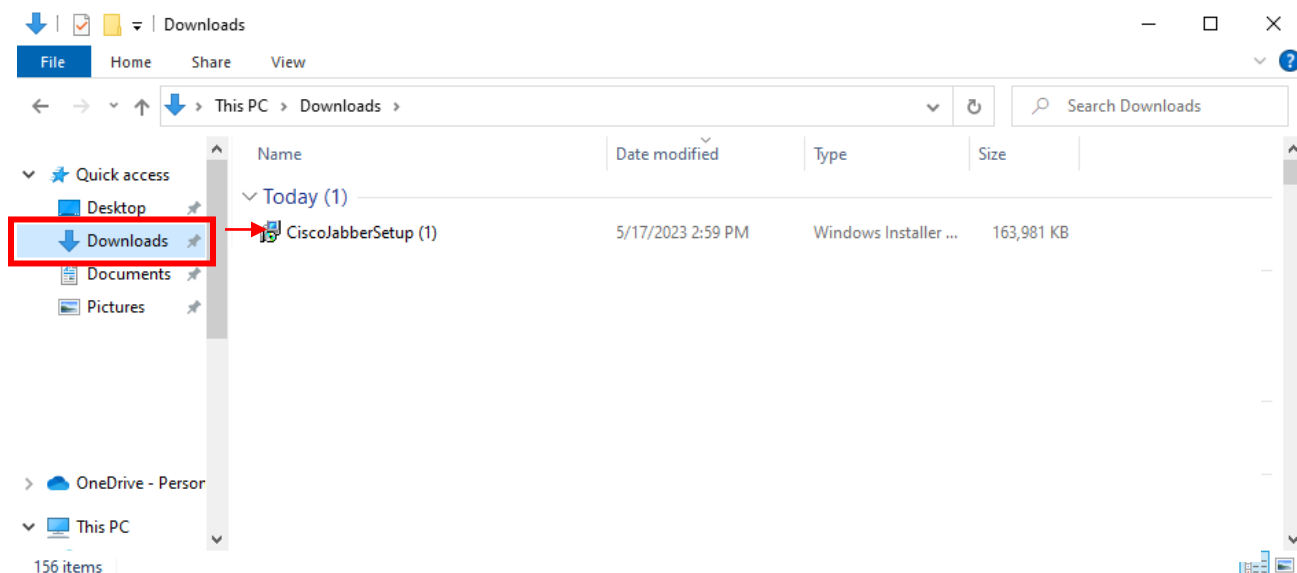 Downloads
File Home Share View
This PC > Downloads >
Search Downloads
Name Date modified Type Size
Quick access
Today (1)
Desktop
Downloads
CiscoJabberSetup (1) 5/17/2023 2:59 PM Windows Installer ... 163,981 KB
Documents
Pictures
OneDrive - Person
This PC
156 items